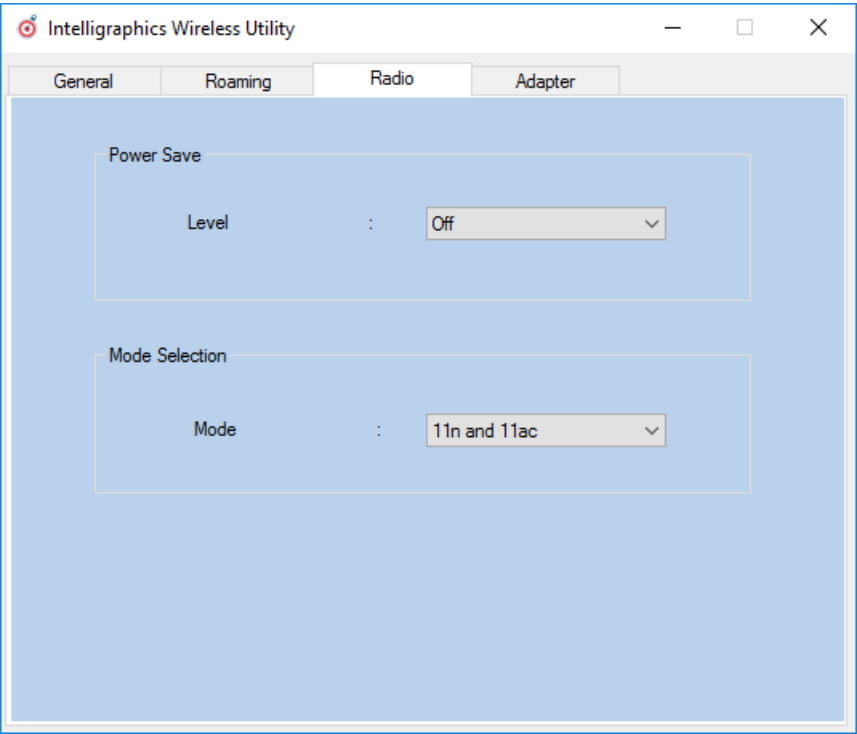 Intelligraphics Wireless Utility
General Roaming Radio Adapter
Power Save
Level : Off
Mode Selection
Mode : 11n and 11ac